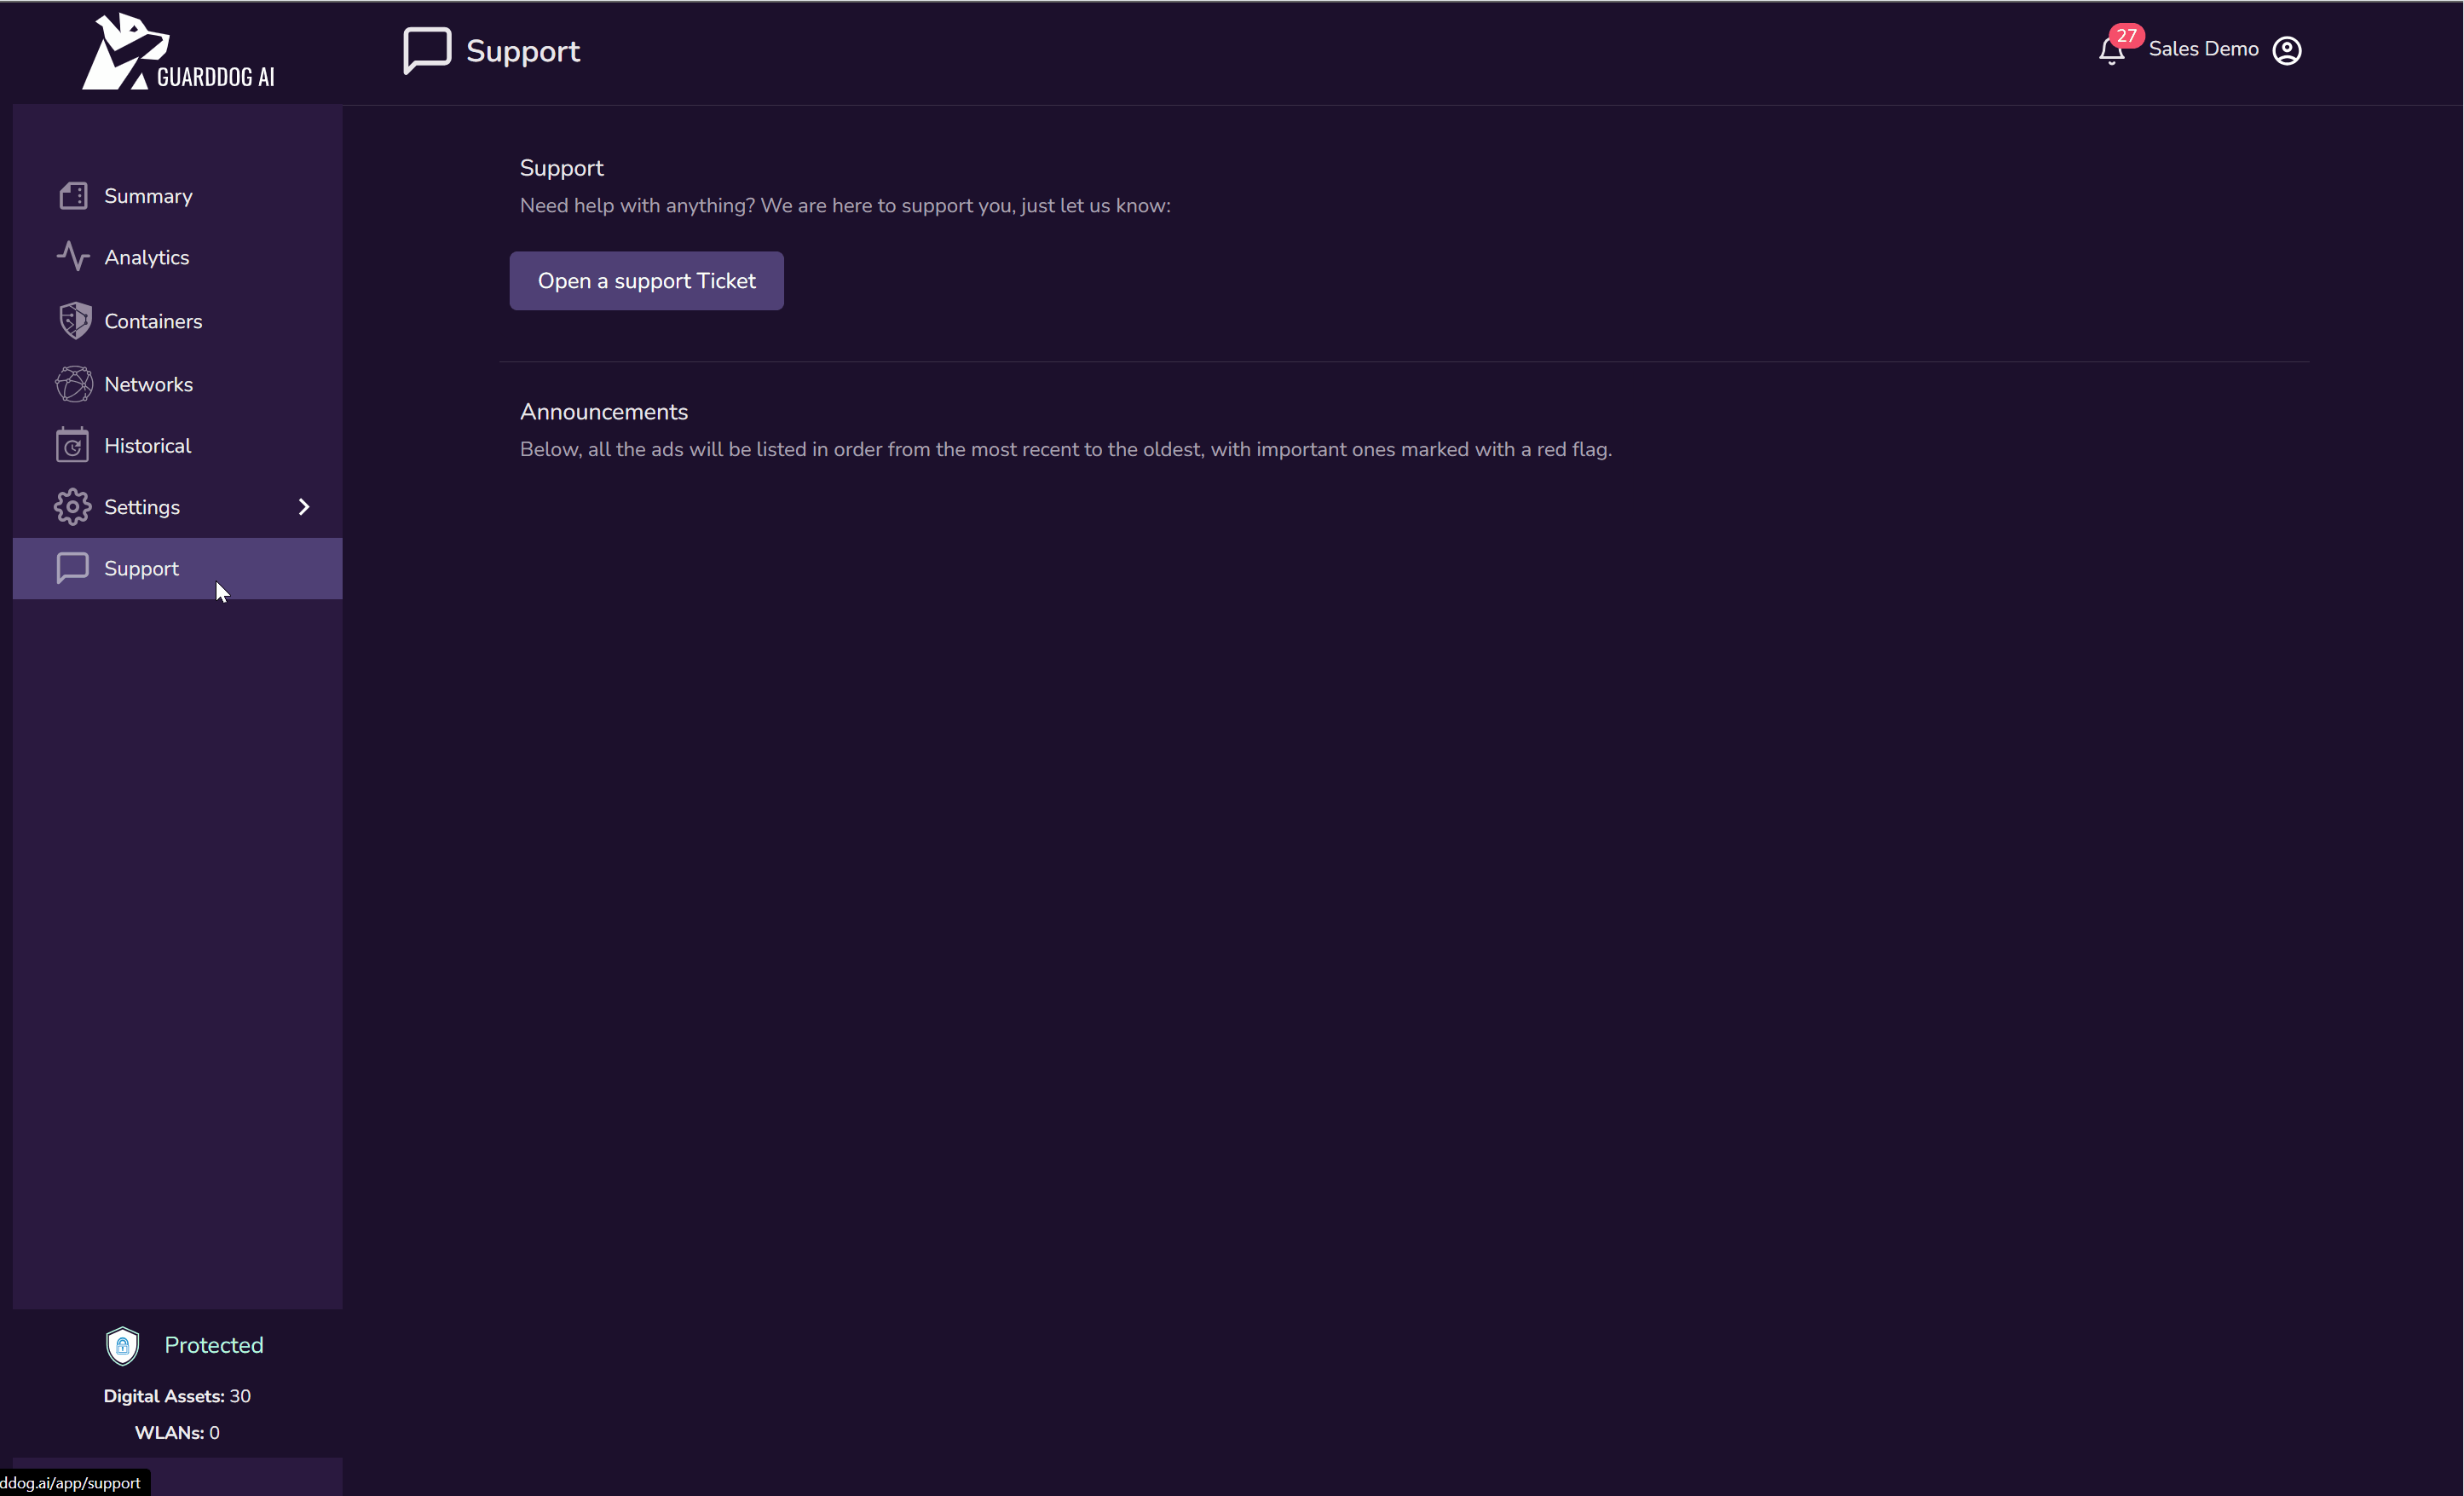 GUARDDOG AI
Support
27
Sales Demo
Summary
Analytics
Containers
Networks
Historical
Settings
Support
Support
Need help with anything? We are here to support you, just let us know:
Open a support Ticket
Announcements
Below, all the ads will be listed in order from the most recent to the oldest, with important ones marked with a red flag.
Protected
Digital Assets: 30
WLANs: 0
ddog.ai/app/support